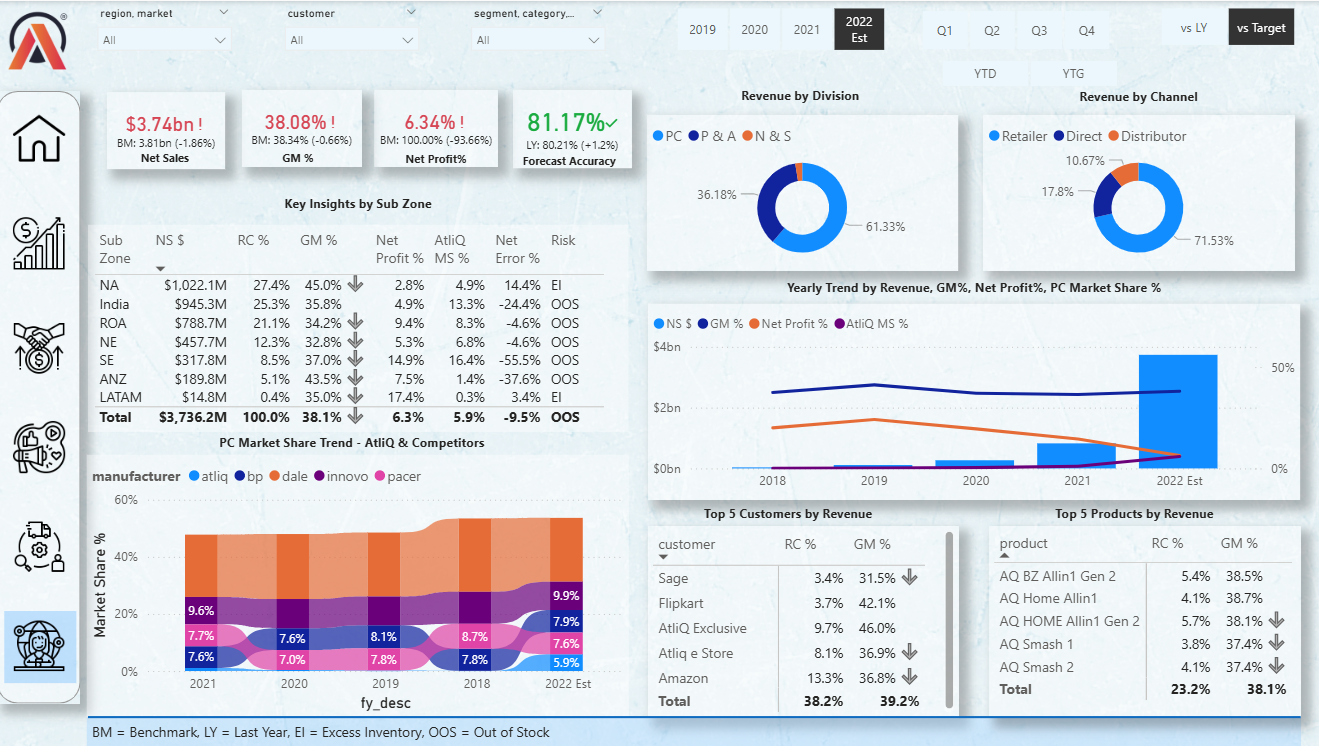 region, market
customer
segment, category,...
All
All
All
2019
2020
2021
2022
Est
Q1
Q2
Q3
Q4
YTD
YTG
vs LY
vs Target
$3.74bn !
BM: 3.81bn (-1.86%)
Net Sales
38.08% !
BM: 38.34% (-0.66%)
GM %
6.34% !
BM: 100.00% (-93.66%)
Net Profit%
81.17%✓
LY: 80.21% (+1.2%)
Forecast Accuracy
Revenue by Division
PC P & A N & S
36.18%
61.33%
Revenue by Channel
Retailer Direct Distributor
10.67%
17.8%
71.53%
Key Insights by Sub Zone
Sub Zone NS $ RC % GM % Net Profit % AtliQ MS % Net Error % Risk
NA $1,022.1M 27.4% 45.0% 2.8% 4.9% 14.4% EI
India $945.3M 25.3% 35.8% 4.9% 13.3% -24.4% OOS
ROA $788.7M 21.1% 34.2% 9.4% 8.3% -4.6% OOS
NE $457.7M 12.3% 32.8% 5.3% 6.8% -4.6% OOS
SE $317.8M 8.5% 37.0% 14.9% 16.4% -55.5% OOS
ANZ $189.8M 5.1% 43.5% 7.5% 1.4% -37.6% OOS
LATAM $14.8M 0.4% 35.0% 17.4% 0.3% 3.4% EI
Total $3,736.2M 100.0% 38.1% 6.3% 5.9% -9.5% OOS
Yearly Trend by Revenue, GM%, Net Profit%, PC Market Share %
NS $ GM % Net Profit % AtliQ MS %
$4bn
$2bn
$0bn
50%
0%
2018 2019 2020 2021 2022 Est
PC Market Share Trend - AtliQ & Competitors
manufacturer atliq bp dale innovo pacer
Market Share %
60%
40%
20%
0%
9.6%
7.7%
7.6%
7.6%
7.0%
8.1%
7.8%
8.7%
7.8%
9.9%
7.9%
7.6%
5.9%
2021 2020 2019 2018 2022 Est
fy_desc
Top 5 Customers by Revenue
customer RC % GM %
Sage 3.4% 31.5%
Flipkart 3.7% 42.1%
AtliQ Exclusive 9.7% 46.0%
Atliq e Store 8.1% 36.9%
Amazon 13.3% 36.8%
Total 38.2% 39.2%
Top 5 Products by Revenue
product RC % GM %
AQ BZ Allin1 Gen 2 5.4% 38.5%
AQ Home Allin1 4.1% 38.7%
AQ HOME Allin1 Gen 2 5.7% 38.1%
AQ Smash 1 3.8% 37.4%
AQ Smash 2 4.1% 37.4%
Total 23.2% 38.1%
BM = Benchmark, LY = Last Year, EI = Excess Inventory, OOS = Out of Stock